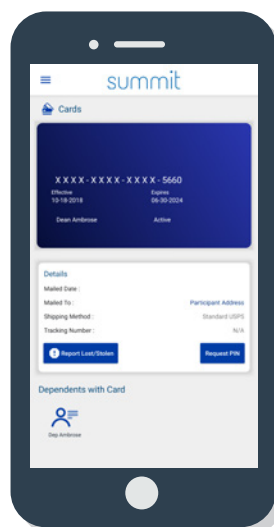 summit
Cards
XXXX-XXXX-XXXX-5660
Effective Expires
10-18-2018 06-30-2024
Dean Ambrose Active
Details
Mailed Date :
Mailed To : Participant Address
Shipping Method : Standard USPS
Tracking Number : N/A
! Report Lost/Stolen Request PIN
Dependents with Card
Dep Ambrose